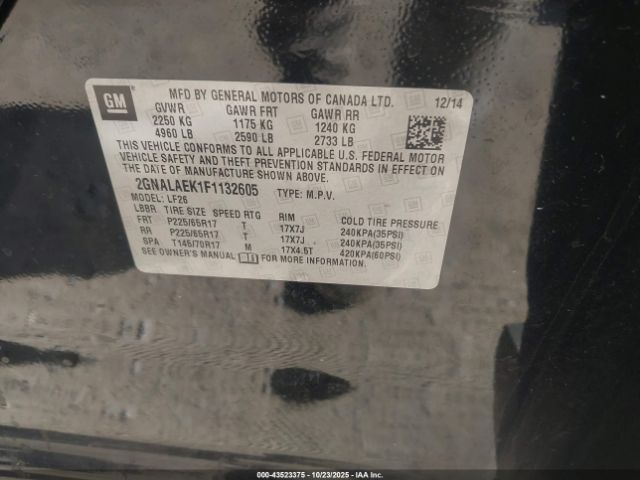 GM
MFD BY GENERAL MOTORS OF CANADA LTD. 12/14
GVWR GAWR FRT GAWR RR
2250 KG 1175 KG 1240 KG
4960 LB 2590 LB 2733 LB
THIS VEHICLE CONFORMS TO ALL APPLICABLE U.S. FEDERAL MOTOR
VEHICLE SAFETY AND THEFT PREVENTION STANDARDS IN EFFECT ON
THE DATE OF MANUFACTURE SHOWN ABOVE.
2GNALAEK1F1132605 TYPE: M.P.V.
MODEL: LF26
LBBR TIRE SIZE SPEED RTG RIM COLD TIRE PRESSURE
FRT P225/65R17 T 17X7J 240KPA(35PSI)
RR P225/65R17 T 17X7J 240KPA(35PSI)
SPA T145/70R17 M 17X4.5T 420KPA(60PSI)
SEE OWNER'S MANUAL FOR MORE INFORMATION.
000-43523375 - 10/23/2025 - Copyright © IAA, LLC